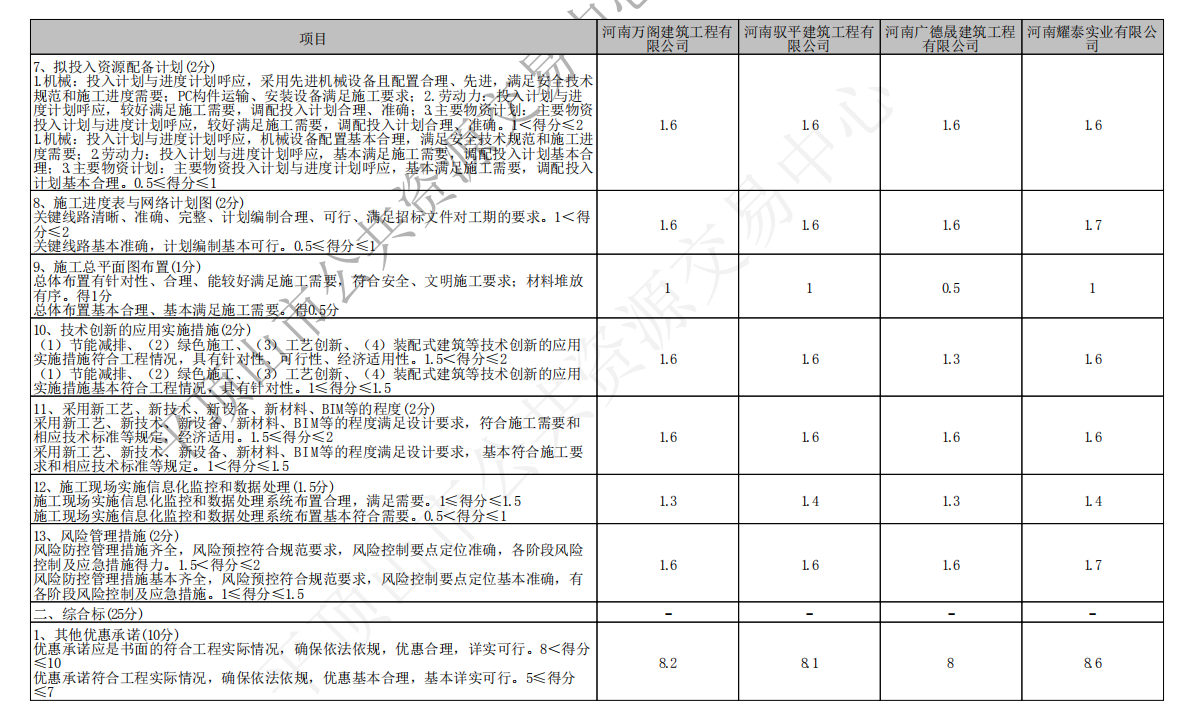 项目
河南万阁建筑工程有
限公司
河南驭平建筑工程有
限公司
河南广德晟建筑工程
有限公司
河南耀泰实业有限公
司
7、拟投入资源配备计划(2分)
1.机械：投入计划与进度计划呼应，采用先进机械设备且配置合理、先进，满足安全技术
规范和施工进度需要；PC构件运输、安装设备满足施工要求；2.劳动力：投入计划与进
度计划呼应，较好满足施工需要，调配投入计划合理、准确；3.主要物资计划：主要物资
投入计划与进度计划呼应，较好满足施工需要，调配投入计划合理、准确。1＜得分≤2
1.机械：投入计划与进度计划呼应，机械设备配置基本合理，满足安全技术规范和施工进
度需要；2.劳动力：投入计划与进度计划呼应，基本满足施工需要，调配投入计划基本合
理；3.主要物资计划：主要物资投入计划与进度计划呼应，基本满足施工需要，调配投入
计划基本合理。0.5≤得分≤1
1.6
1.6
1.6
1.6
8、施工进度表与网络计划图(2分)
关键线路清晰、准确、完整、计划编制合理、可行、满足招标文件对工期的要求。1＜得
分≤2
关键线路基本准确，计划编制基本可行。0.5≤得分≤1
1.6
1.6
1.6
1.7
9、施工总平面图布置(1分)
总体布置有针对性、合理、能较好满足施工需要，符合安全、文明施工要求；材料堆放
有序。得1分
总体布置基本合理、基本满足施工需要。得0.5分
1
1
0.5
1
10、技术创新的应用实施措施(2分)
（1）节能减排、（2）绿色施工、（3）工艺创新、（4）装配式建筑等技术创新的应用
实施措施符合工程情况，具有针对性、可行性、经济适用性。1.5＜得分≤2
（1）节能减排、（2）绿色施工、（3）工艺创新、（4）装配式建筑等技术创新的应用
实施措施基本符合工程情况，具有针对性。1≤得分≤1.5
1.6
1.6
1.3
1.6
11、采用新工艺、新技术、新设备、新材料、BIM等的程度(2分)
采用新工艺、新技术、新设备、新材料、BIM等的程度满足设计要求，符合施工需要和
相应技术标准等规定，经济适用。1.5＜得分≤2
采用新工艺、新技术、新设备、新材料、BIM等的程度满足设计要求，基本符合施工要
求和相应技术标准等规定。1＜得分≤1.5
1.6
1.6
1.6
1.6
12、施工现场实施信息化监控和数据处理(1.5分)
施工现场实施信息化监控和数据处理系统布置合理，满足需要。1≤得分≤1.5
施工现场实施信息化监控和数据处理系统布置基本符合需要。0.5＜得分≤1
1.3
1.4
1.3
1.4
13、风险管理措施(2分)
风险防控管理措施齐全，风险预控符合规范要求，风险控制要点定位准确，各阶段风险
控制及应急措施得力。1.5＜得分≤2
风险防控管理措施基本齐全，风险预控符合规范要求，风险控制要点定位基本准确，有
各阶段风险控制及应急措施。1≤得分≤1.5
1.6
1.6
1.6
1.7
二、综合标(25分)
-
-
-
-
1、其他优惠承诺(10分)
优惠承诺应是书面的符合工程实际情况，确保依法依规，优惠合理，详实可行。8＜得分
≤10
优惠承诺符合工程实际情况，确保依法依规，优惠基本合理，基本详实可行。5≤得分
≤7
8.2
8.1
8
8.6
平顶山市公共资源交易中心
平顶山市公共资源交易中心